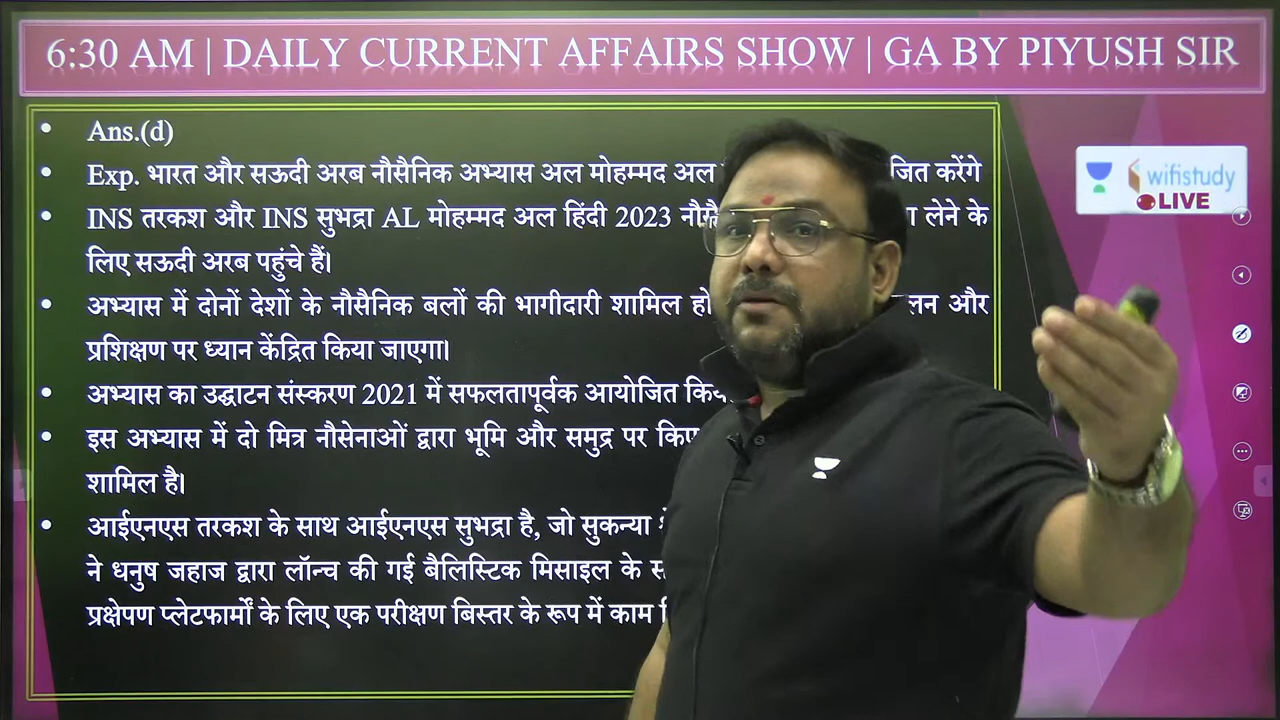 6:30 AM | DAILY CURRENT AFFAIRS SHOW | GA BY PIYUSH SIR
Ans.(d)
Exp. भारत और सऊदी अरब नौसैनिक अभ्यास अल मोहम्मद अल करेंगे
INS तरकश और INS सुभद्रा AL मोहम्मद अल हिंदी 2023 लेने के
लिए सऊदी अरब पहुंचे हैं।
अभ्यास में दोनों देशों के नौसैनिक बलों की भागीदारी शामिल और
प्रशिक्षण पर ध्यान केंद्रित किया जाएगा।
अभ्यास का उद्घाटन संस्करण 2021 में सफलतापूर्वक आयोजित
इस अभ्यास में दो मित्र नौसेनाओं द्वारा भूमि और समुद्र पर
शामिल है।
आईएनएस तरकश के साथ आईएनएस सुभद्रा है, जो सुकन्या
ने धनुष जहाज द्वारा लॉन्च की गई बैलिस्टिक मिसाइल के
प्रक्षेपण प्लेटफार्मों के लिए एक परीक्षण बिस्तर के रूप में काम
wifistudy
LIVE